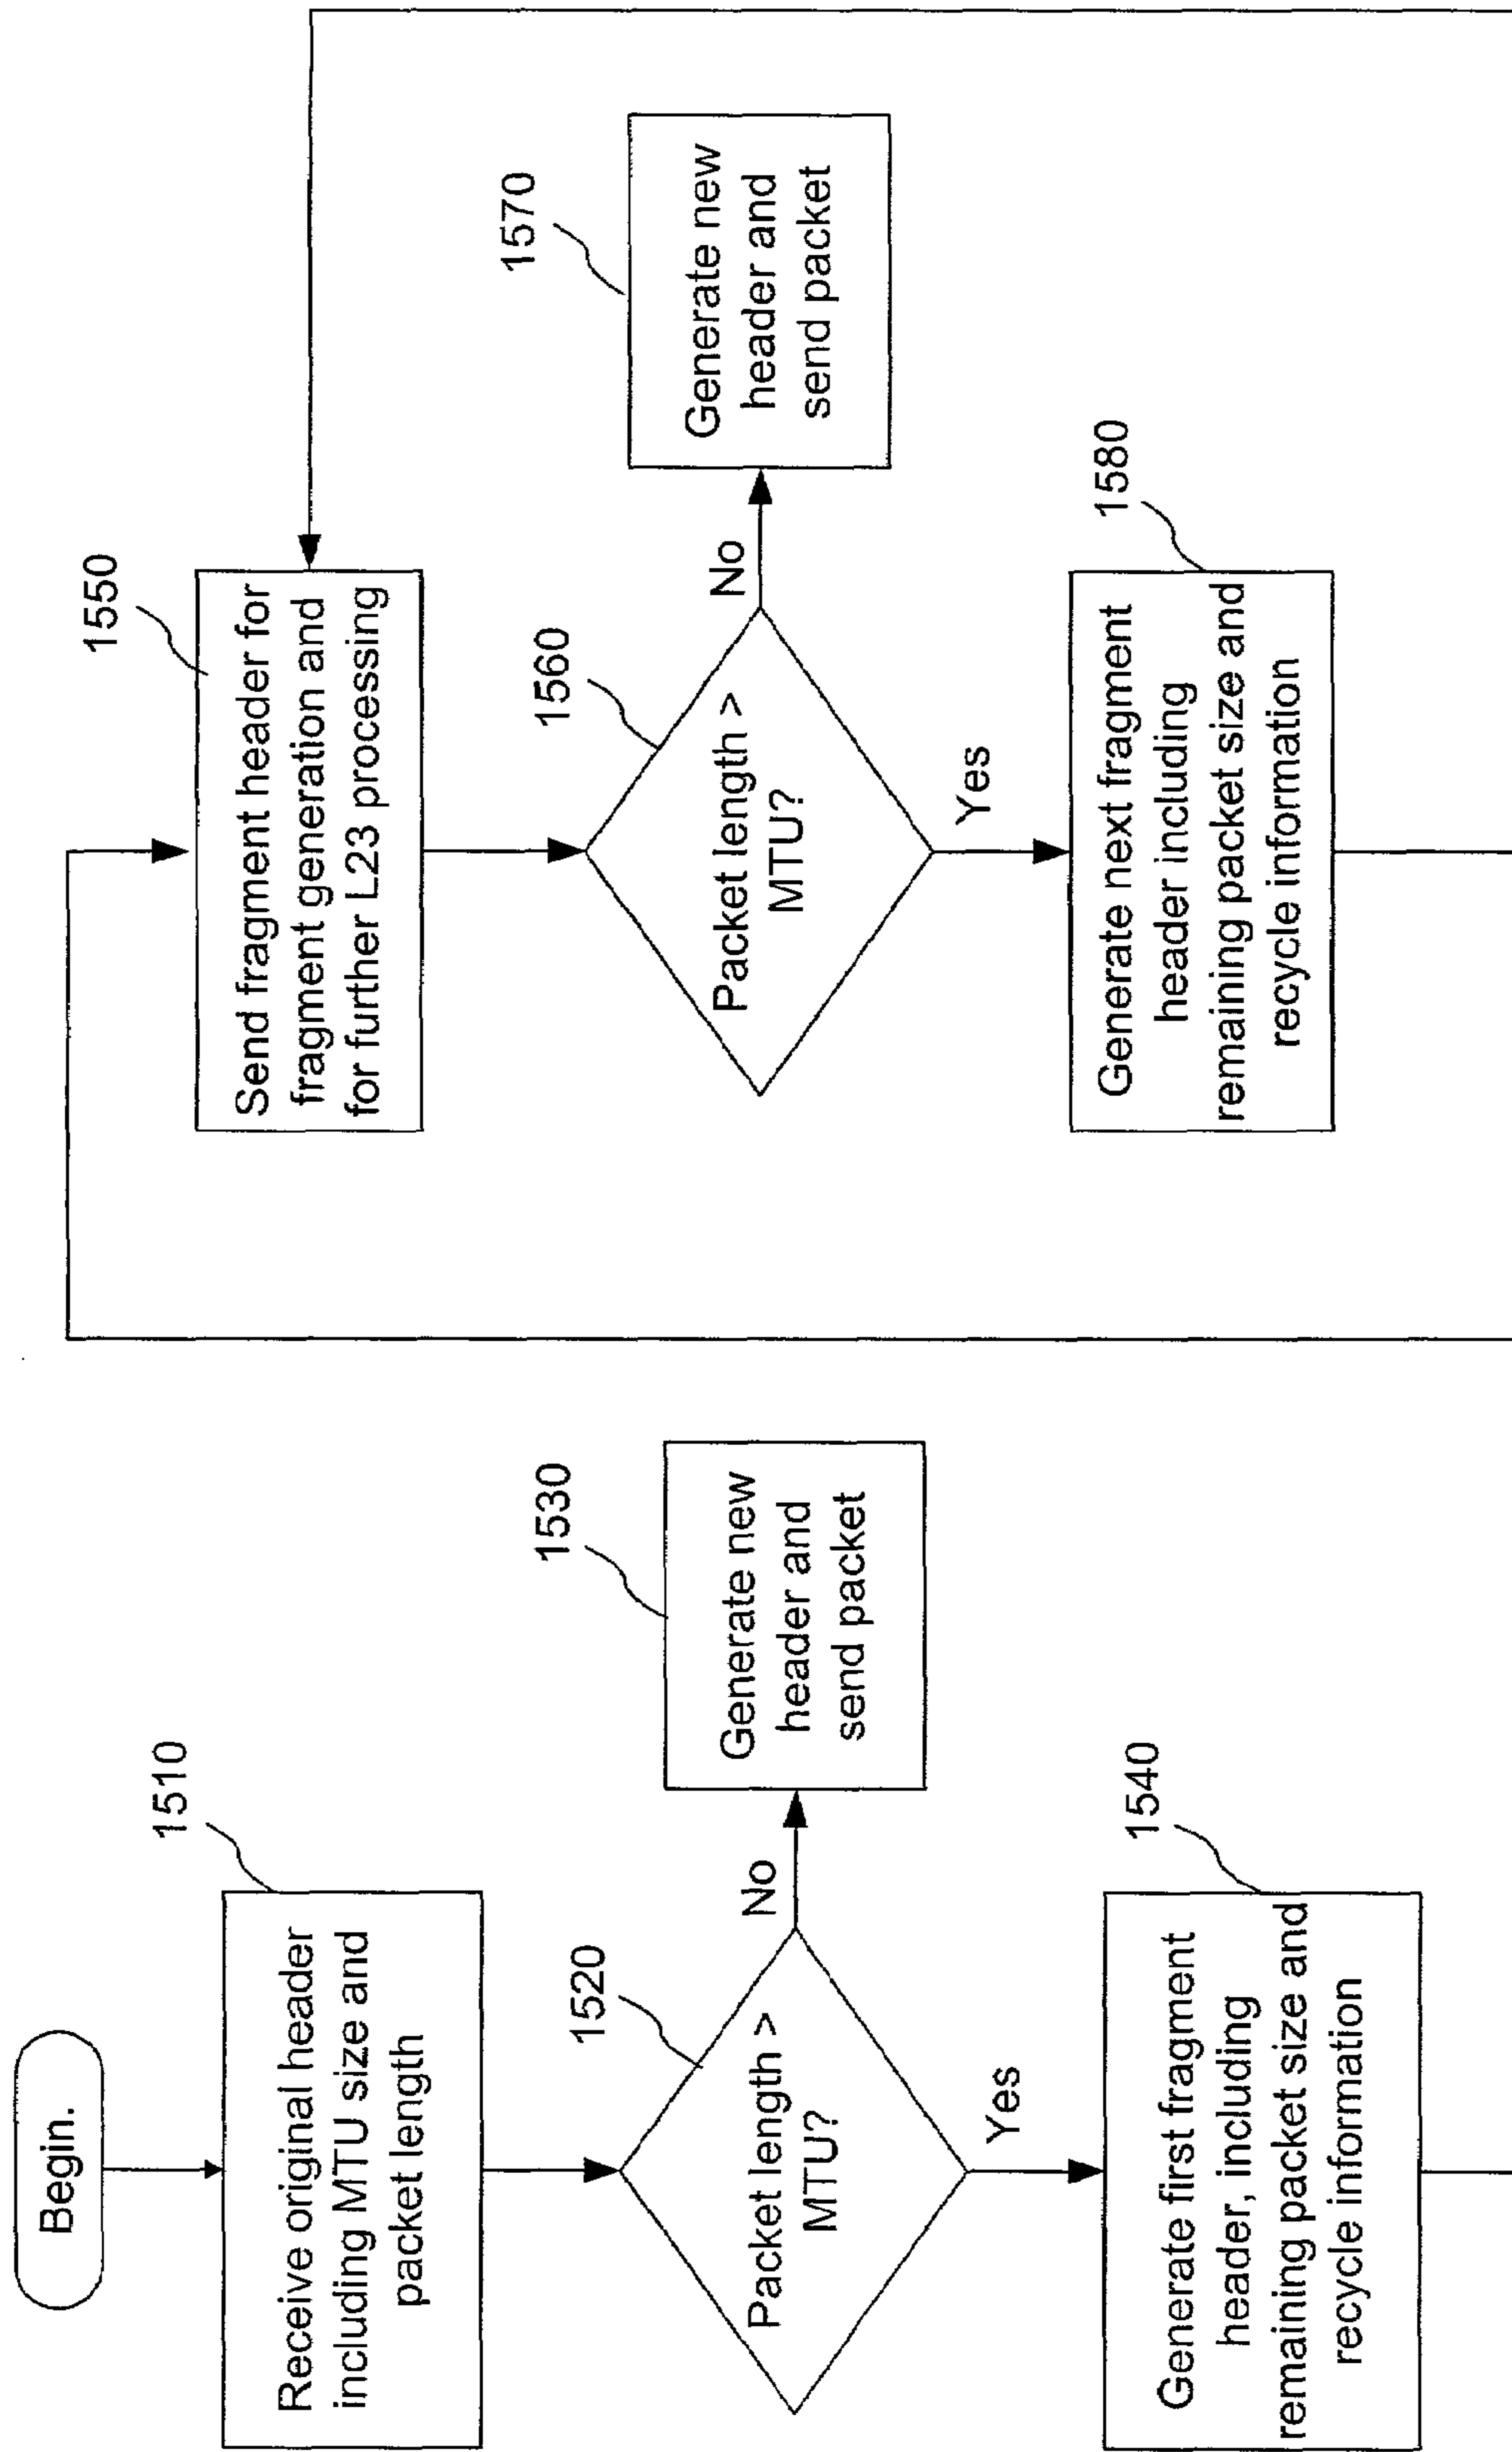 Begin.
1510
Receive original header
including MTU size and
packet length
1520
Packet length >
MTU?
No
1530
Generate new
header and
send packet
Yes
1540
Generate first fragment
header, including
remaining packet size and
recycle information
1550
Send fragment header for
fragment generation and
for further L23 processing
1560
Packet length >
MTU?
No
1570
Generate new
header and
send packet
Yes
1580
Generate next fragment
header including
remaining packet size and
recycle information